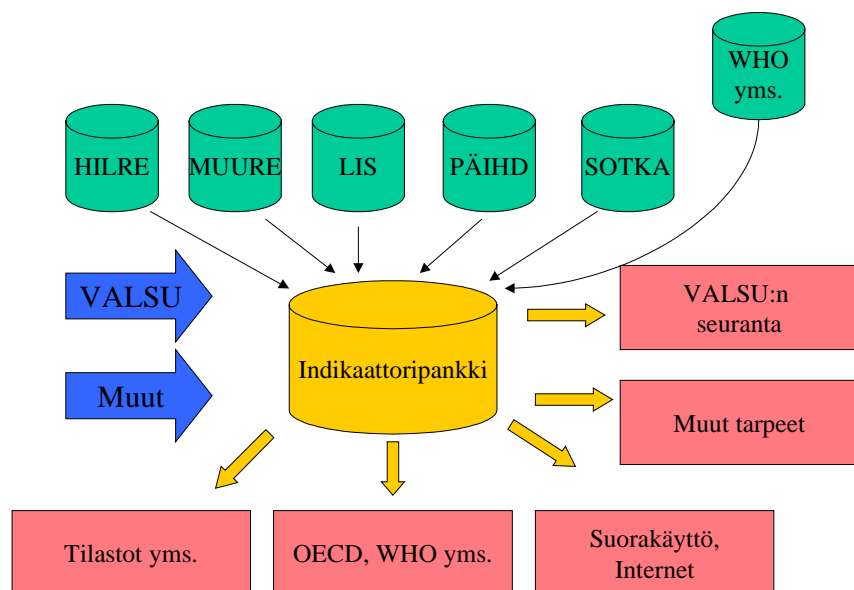 WHO
yms.
HILRE
MUURE
LIS
PÄIHD
SOTKA
VALSU
VALSU:n
seuranta
Indikaattoripankki
Muut
Muut tarpeet
Tilastot yms.
OECD, WHO yms.
Suorakäyttö,
Internet